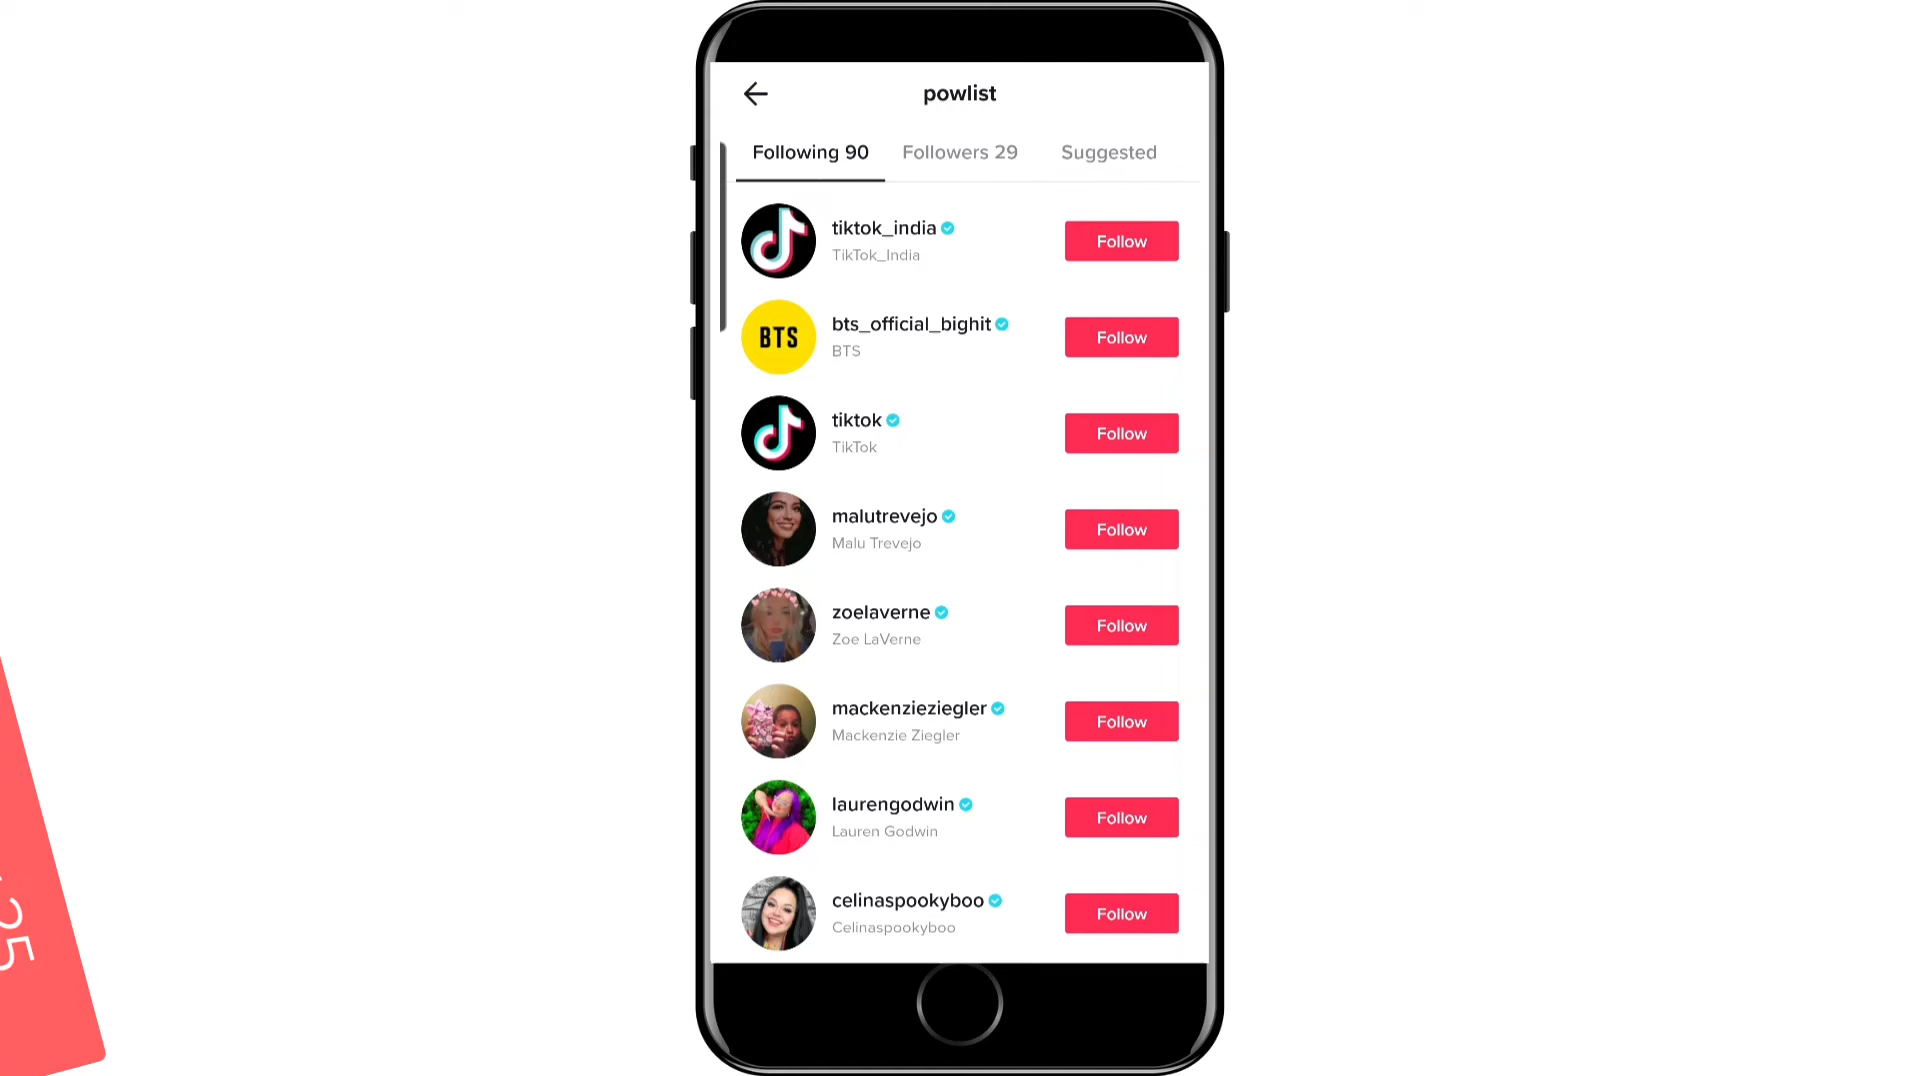 powlist
Following 90 Followers 29 Suggested
tiktok_india
TikTok_India
Follow
BTS
bts_official_bighit
BTS
Follow
tiktok
TikTok
Follow
malutrevejo
Malu Trevejo
Follow
zoelaverne
Zoe LaVerne
Follow
mackenzieziegler
Mackenzie Ziegler
Follow
laurengodwin
Lauren Godwin
Follow
celinaspookyboo
Celinaspookyboo
Follow
25